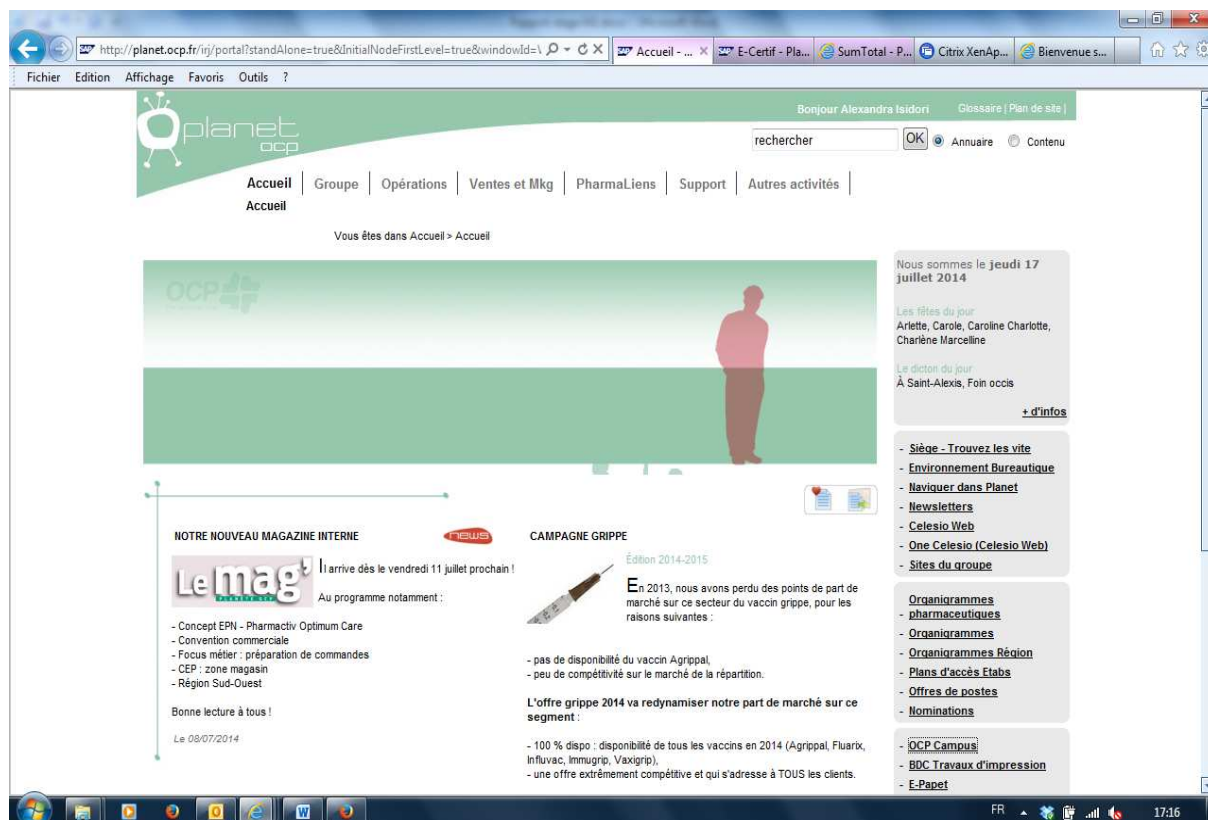 http://planet.ocp.fr/irj/portal?standAlone=true&InitialNodeFirstLevel=true&windowId=
Accueil - ...
E-Certif - Pla...
SumTotal - P...
Citrix XenAp...
Bienvenue s...
Fichier Edition Affichage Favoris Outils ?
planet
ocp
Bonjour Alexandra Isidori Glossaire | Plan de site |
rechercher OK Annuaire Contenu
Accueil | Groupe | Opérations | Ventes et Mkg | PharmaLiens | Support | Autres activités |
Accueil
Vous êtes dans Accueil > Accueil
OCP
Nous sommes le jeudi 17
juillet 2014
Les fêtes du jour
Arlette, Carole, Caroline Charlotte,
Charlène Marcelline
Le dicton du jour
À Saint-Alexis, Foin occis
+ d'infos
- Siège - Trouvez les vite
- Environnement Bureautique
- Naviguer dans Planet
- Newsletters
- Celesio Web
- One Celesio (Celesio Web)
- Sites du groupe
Organigrammes
- pharmaceutiques
- Organigrammes
- Organigrammes Région
- Plans d'accès Etabs
- Offres de postes
- Nominations
- OCP Campus
- BDC Travaux d'impression
- E-Papet
NOTRE NOUVEAU MAGAZINE INTERNE
news
Le mag'
PLANETE OCP
Il arrive dès le vendredi 11 juillet prochain !
Au programme notamment :
- Concept EPN - Pharmactiv Optimum Care
- Convention commerciale
- Focus métier : préparation de commandes
- CEP : zone magasin
- Région Sud-Ouest
Bonne lecture à tous !
Le 08/07/2014
CAMPAGNE GRIPPE
Édition 2014-2015
En 2013, nous avons perdu des points de part de
marché sur ce secteur du vaccin grippe, pour les
raisons suivantes :
- pas de disponibilité du vaccin Agrippal,
- peu de compétitivité sur le marché de la répartition.
L'offre grippe 2014 va redynamiser notre part de marché sur ce
segment :
- 100 % dispo : disponibilité de tous les vaccins en 2014 (Agrippal, Fluarix,
Influvac, Immugrip, Vaxigrip),
- une offre extrêmement compétitive et qui s'adresse à TOUS les clients.
FR 17:16